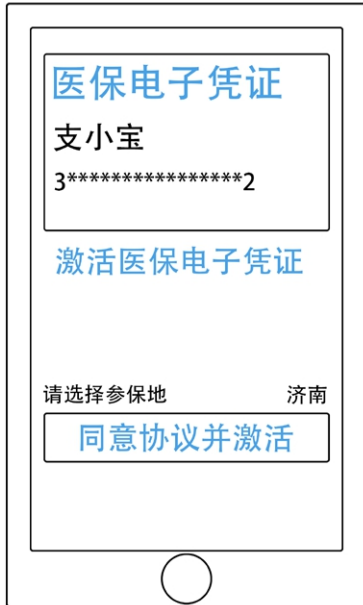 医保电子凭证
支小宝
3****************2
激活医保电子凭证
请选择参保地 济南
同意协议并激活